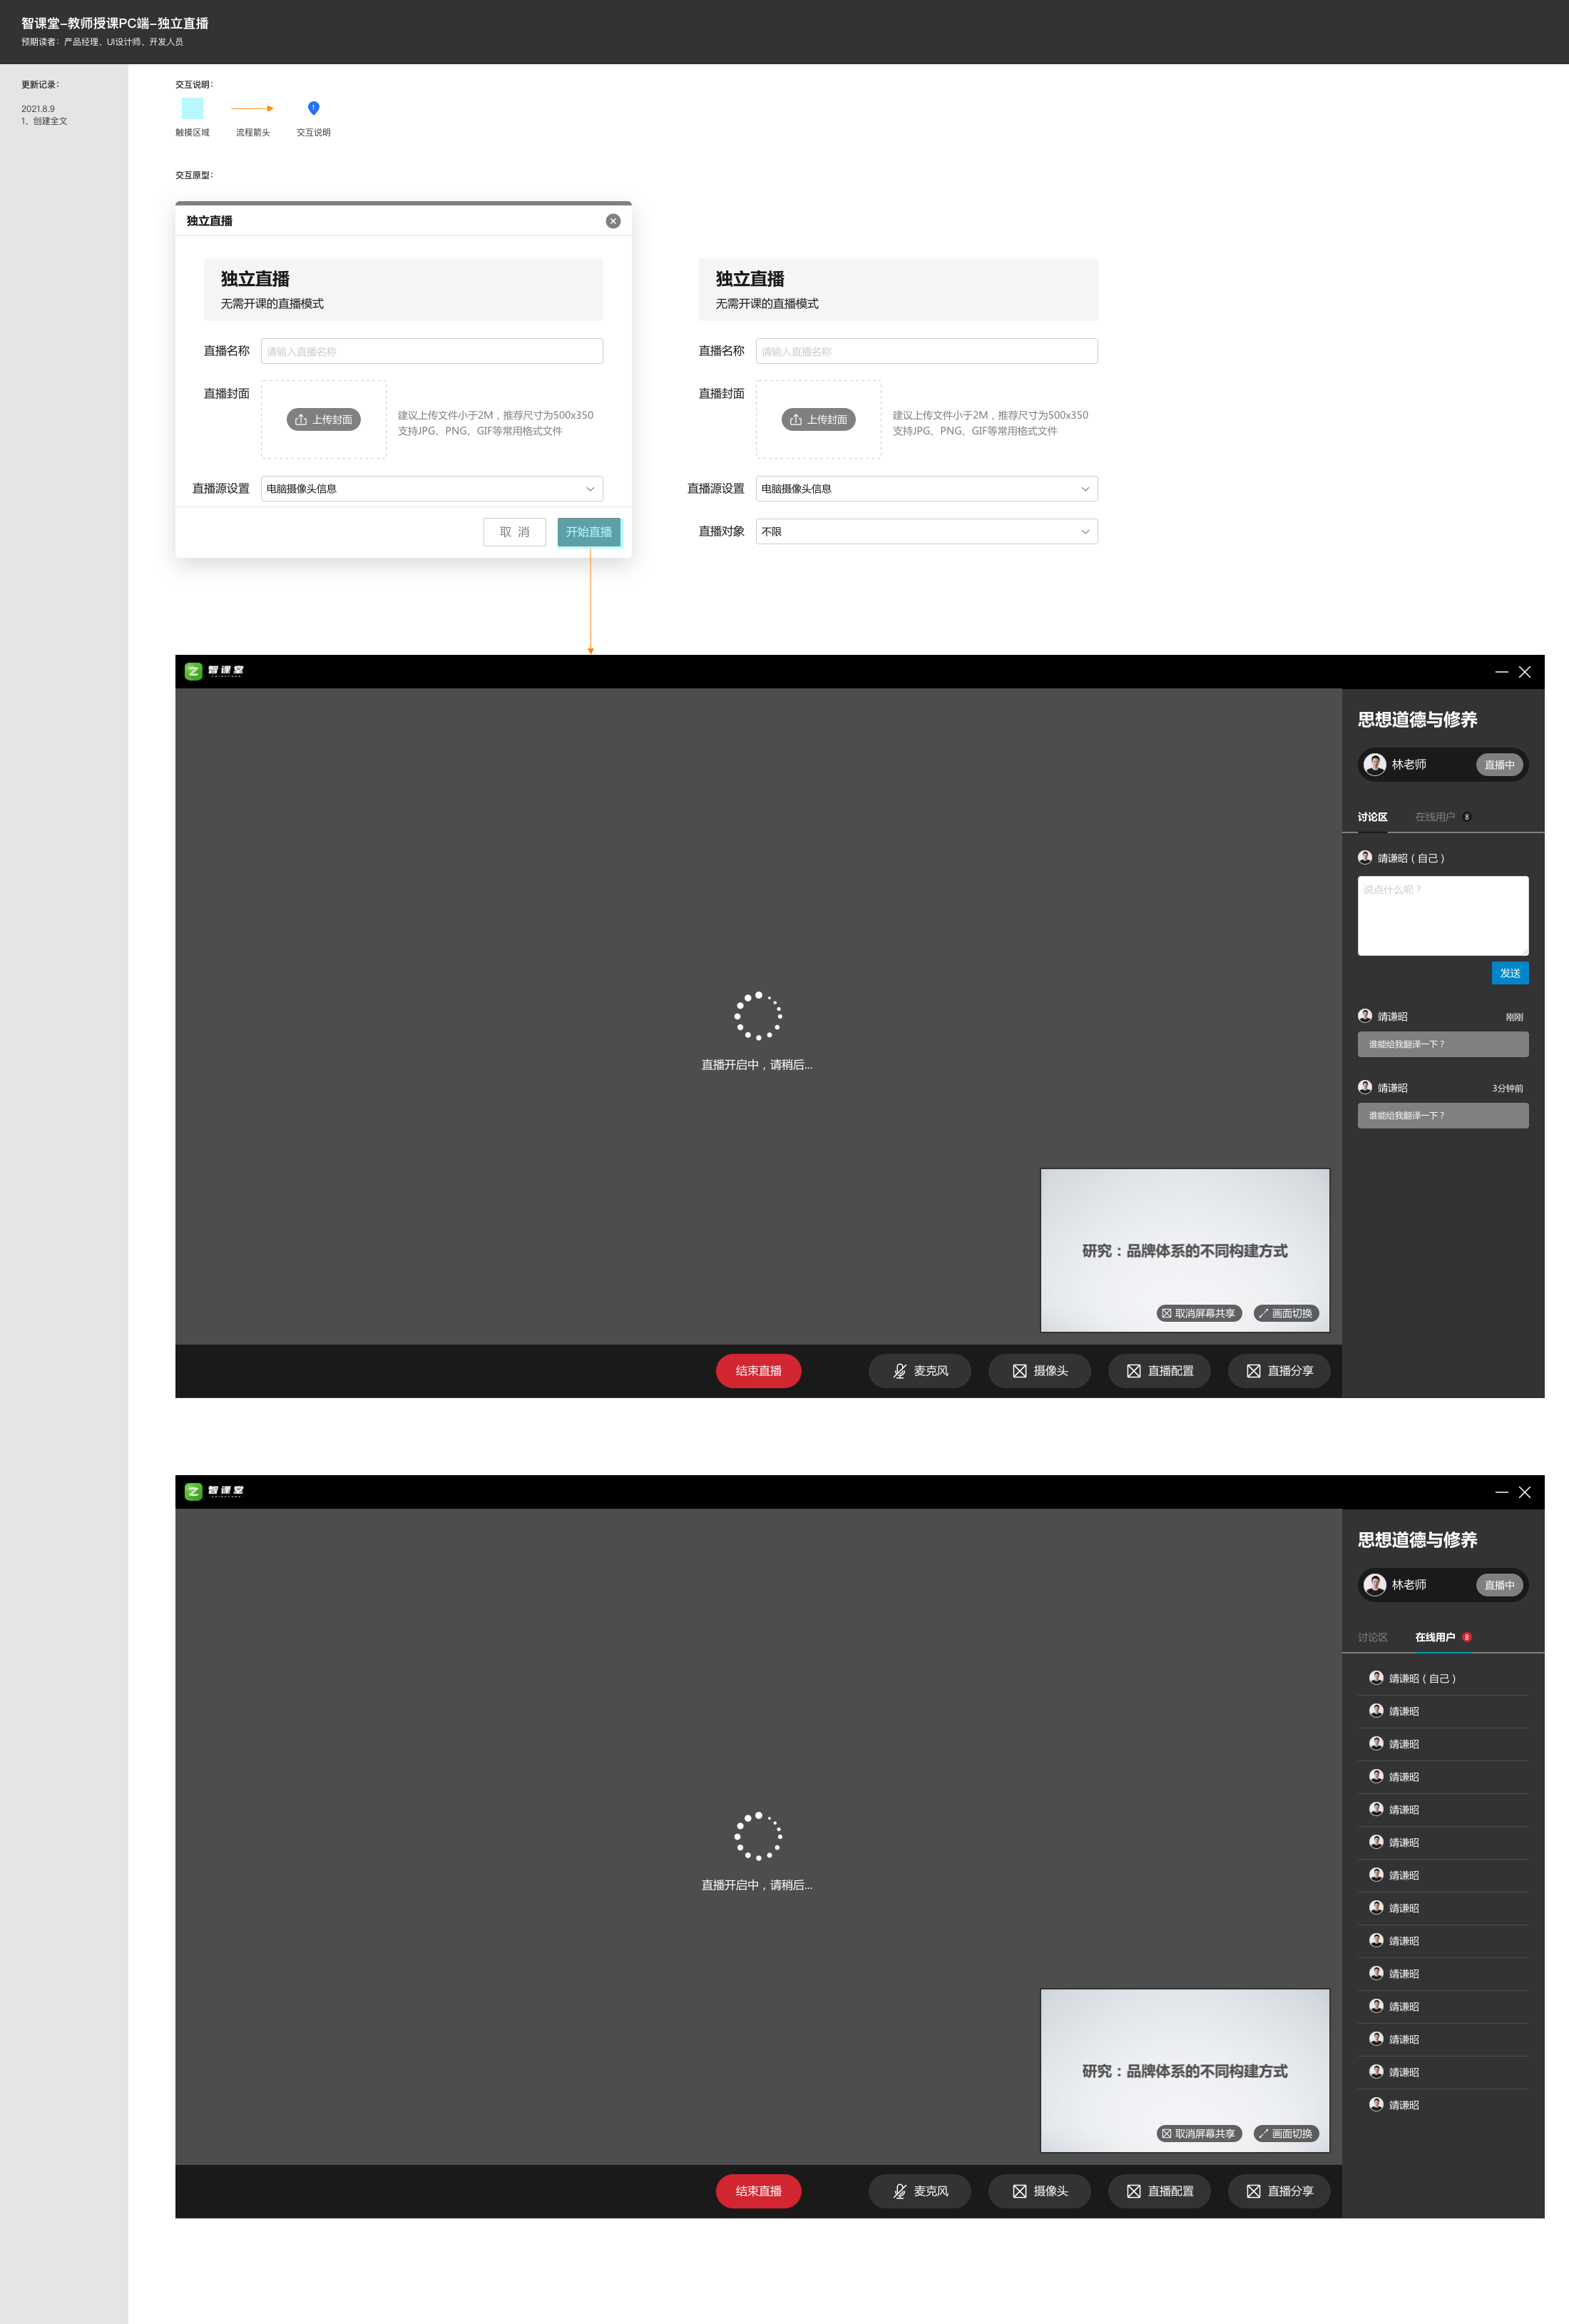 智课堂-教师授课PC端-独立直播
预期读者：产品经理、UI设计师、开发人员
更新记录：
2021.8.9
1、创建全文
交互说明：
1
触摸区域
流程箭头
交互说明
交互原型：
独立直播
独立直播
无需开课的直播模式
直播名称
请输入直播名称
直播封面
上传封面
建议上传文件小于2M，推荐尺寸为500x350
支持JPG、PNG、GIF等常用格式文件
直播源设置
电脑摄像头信息
取 消
开始直播
独立直播
无需开课的直播模式
直播名称
请输入直播名称
直播封面
上传封面
建议上传文件小于2M，推荐尺寸为500x350
支持JPG、PNG、GIF等常用格式文件
直播源设置
电脑摄像头信息
直播对象
不限
智课堂
直播开启中，请稍后...
研究：品牌体系的不同构建方式
取消屏幕共享
画面切换
结束直播
麦克风
摄像头
直播配置
直播分享
思想道德与修养
林老师
直播中
讨论区
在线用户 8
靖谦昭（自己）
说点什么呢？
发送
靖谦昭
刚刚
谁能给我翻译一下？
靖谦昭
3分钟前
谁能给我翻译一下？
智课堂
直播开启中，请稍后...
研究：品牌体系的不同构建方式
取消屏幕共享
画面切换
结束直播
麦克风
摄像头
直播配置
直播分享
思想道德与修养
林老师
直播中
讨论区
在线用户 8
靖谦昭（自己）
靖谦昭
靖谦昭
靖谦昭
靖谦昭
靖谦昭
靖谦昭
靖谦昭
靖谦昭
靖谦昭
靖谦昭
靖谦昭
靖谦昭
靖谦昭